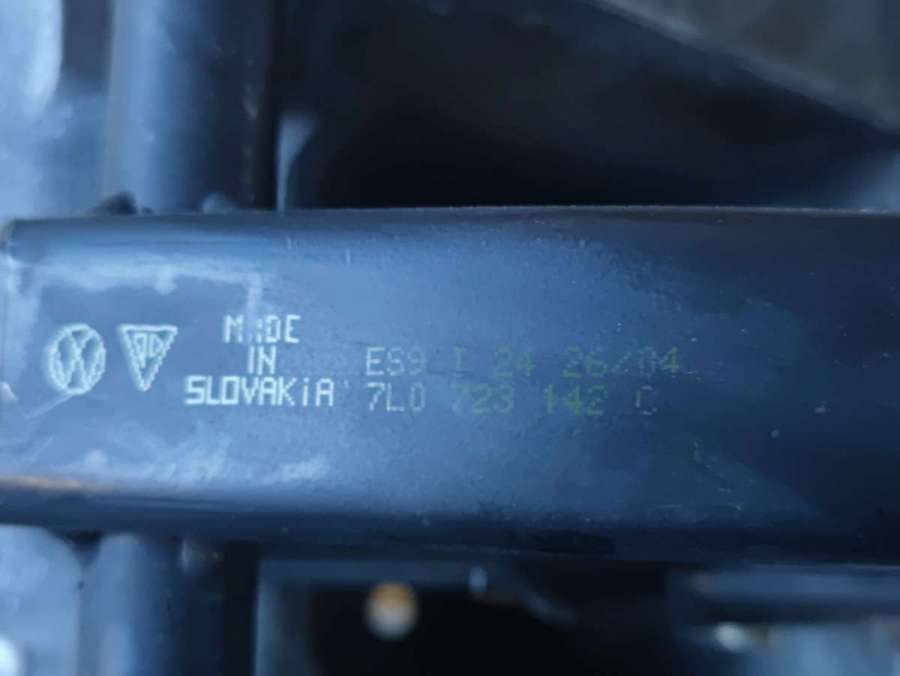 MADE
IN
SLOVAKiA
ES9 I 24 26/04
7L0 723 142 C